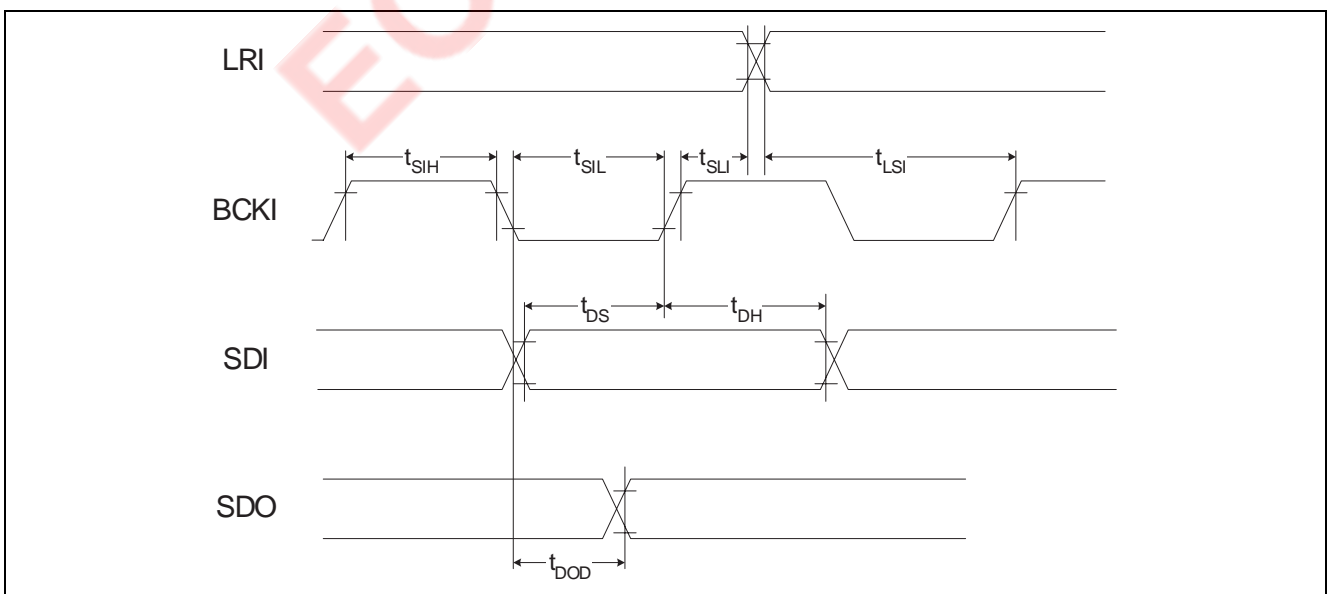 LRI
tSIH
tSIL
tSLI
tLSI
BCKI
tDS
tDH
SDI
SDO
tDOD